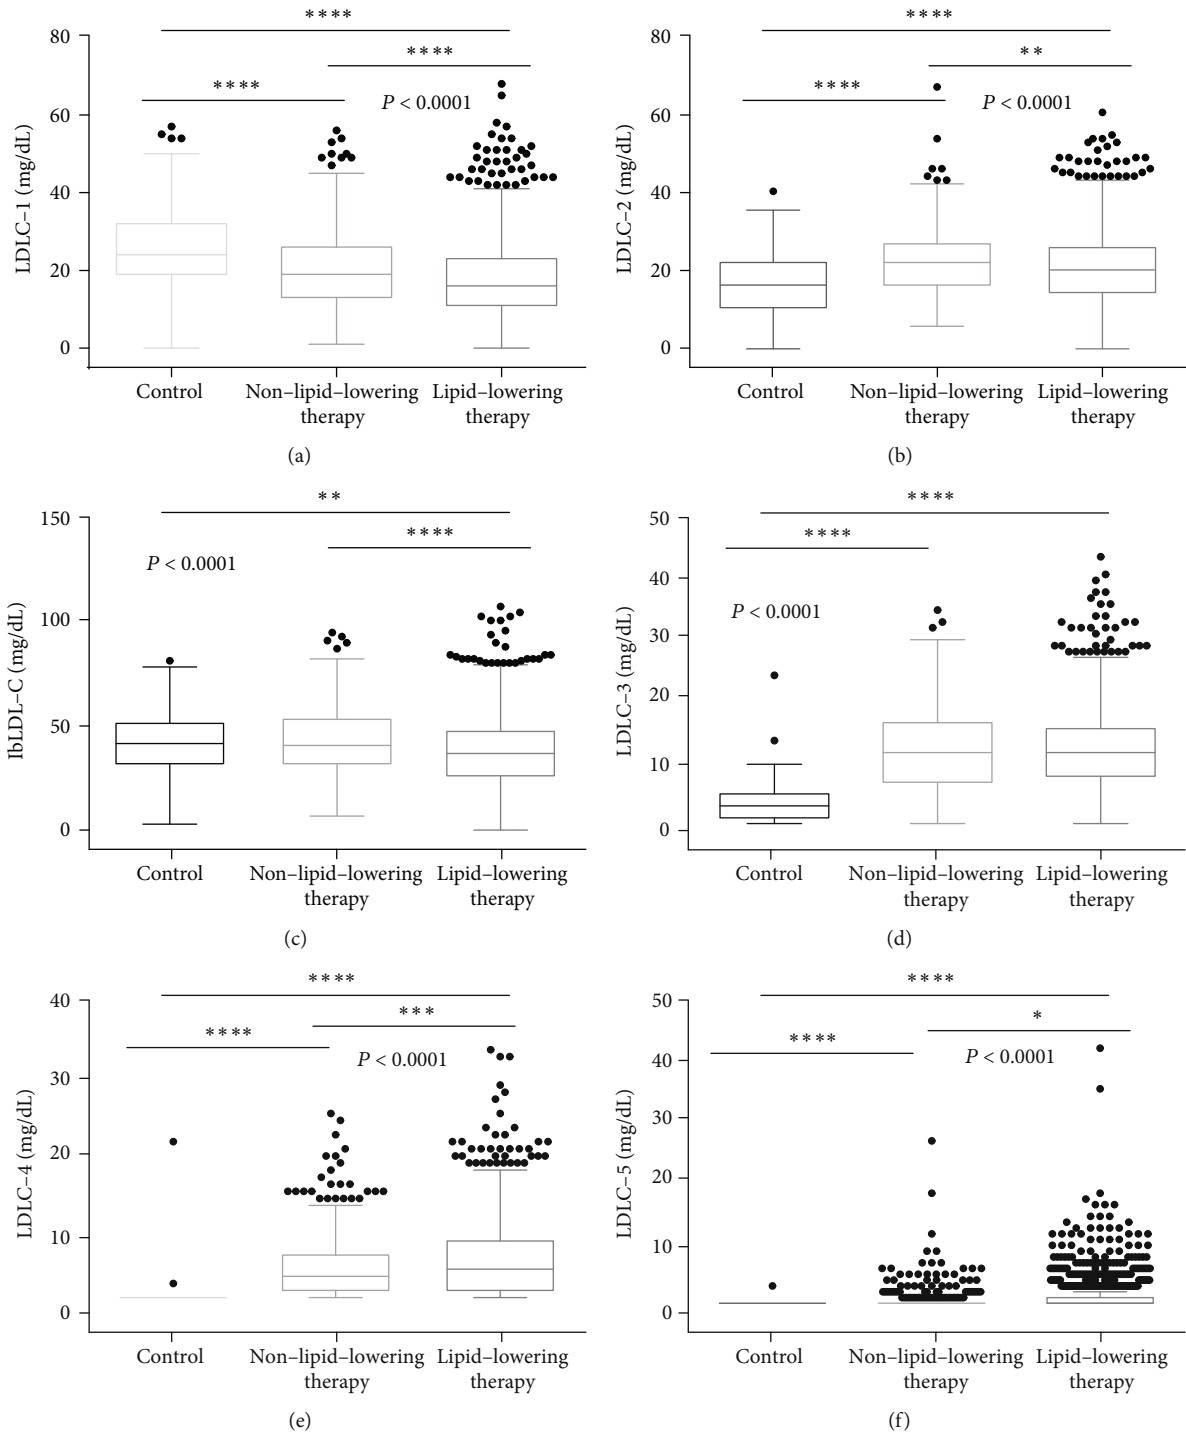 ****
****
****
P < 0.0001
80
60
40
20
0
LDLC–1 (mg/dL)
Control
Non–lipid–lowering
therapy
Lipid–lowering
therapy
(a)
****
**
****
P < 0.0001
80
60
40
20
0
LDLC–2 (mg/dL)
Control
Non–lipid–lowering
therapy
Lipid–lowering
therapy
(b)
**
****
P < 0.0001
150
100
50
0
IbLDL–C (mg/dL)
Control
Non–lipid–lowering
therapy
Lipid–lowering
therapy
(c)
****
****
P < 0.0001
50
40
30
20
10
0
LDLC–3 (mg/dL)
Control
Non–lipid–lowering
therapy
Lipid–lowering
therapy
(d)
****
***
****
P < 0.0001
40
30
20
10
0
LDLC–4 (mg/dL)
Control
Non–lipid–lowering
therapy
Lipid–lowering
therapy
(e)
****
*
****
P < 0.0001
50
40
30
20
10
0
LDLC–5 (mg/dL)
Control
Non–lipid–lowering
therapy
Lipid–lowering
therapy
(f)